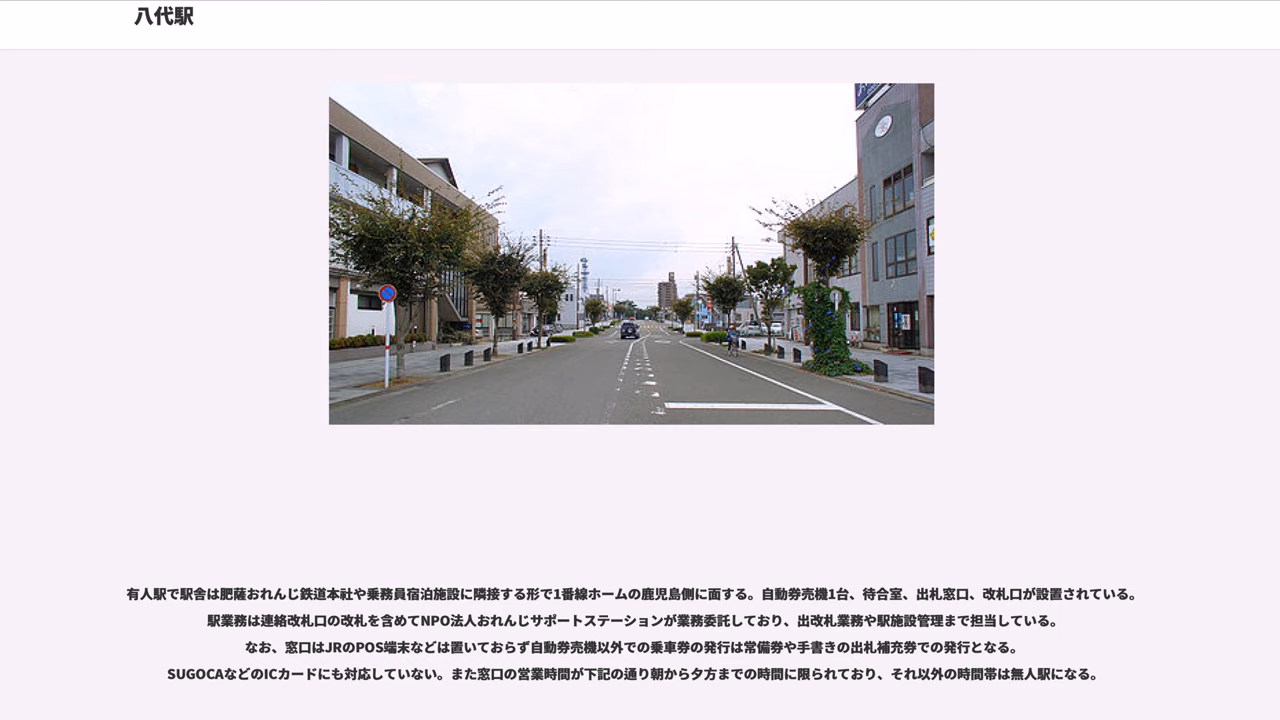 八代駅
有人駅で駅舎は肥薩おれんじ鉄道本社や乗務員宿泊施設に隣接する形で1番線ホームの鹿児島側に面する。自動券売機1台、待合室、出札窓口、改札口が設置されている。
駅業務は連絡改札口の改札を含めてNPO法人おれんじサポートステーションが業務委託しており、出改札業務や駅施設管理まで担当している。
なお、窓口はJRのPOS端末などは置いておらず自動券売機以外での乗車券の発行は常備券や手書きの出札補充券での発行となる。
SUGOCAなどのICカードにも対応していない。また窓口の営業時間が下記の通り朝から夕方までの時間に限られており、それ以外の時間帯は無人駅になる。